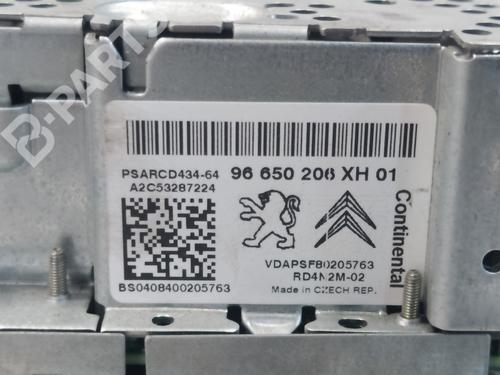 B-PARTS
PSARCD434-64 96 650 206 XH 01
A2C53287224
Continental
VDAPSF80205763
RD4N2M-02
BS0408400205763 Made in CZECH REP.